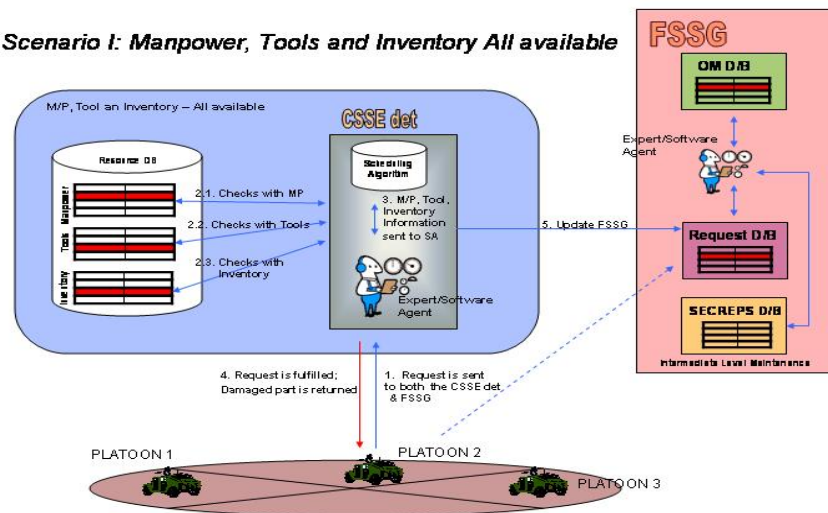 Scenario I: Manpower, Tools and Inventory All available
FSSG
OM D/B
Expert/Software
Agent
Request D/B
SECREPS D/B
Intermediate Level Maintenance
M/P, Tool an Inventory – All available
CSSE det
Resource DB
Manpower
Tools
Inventory
2.1. Checks with MP
2.2. Checks with Tools
2.3. Checks with
Inventory
Scheduling
Algorithm
3. M/P, Tool,
Inventory
Information
sent to SA
Expert/Software
Agent
5. Update FSSG
4. Request is fulfilled;
Damaged part is returned
1. Request is sent
to both the CSSE det
& FSSG
PLATOON 1
PLATOON 2
PLATOON 3